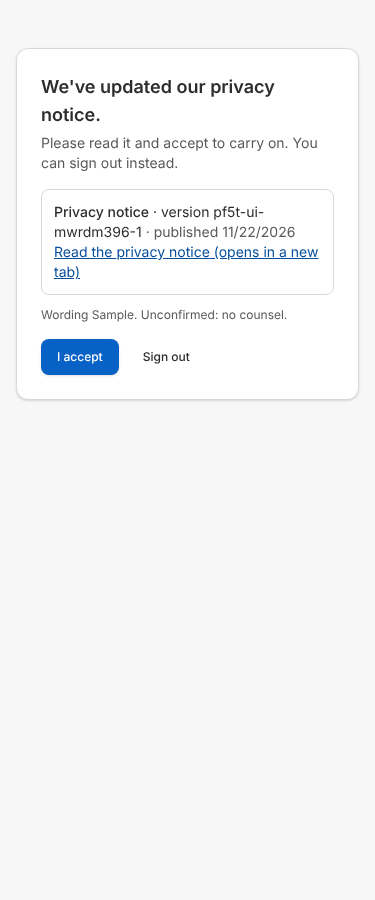 We've updated our privacy
notice.
Please read it and accept to carry on. You
can sign out instead.
Privacy notice · version pf5t-ui-
mwrdm396-1 · published 11/22/2026
Read the privacy notice (opens in a new
tab)
Wording Sample. Unconfirmed: no counsel.
I accept
Sign out